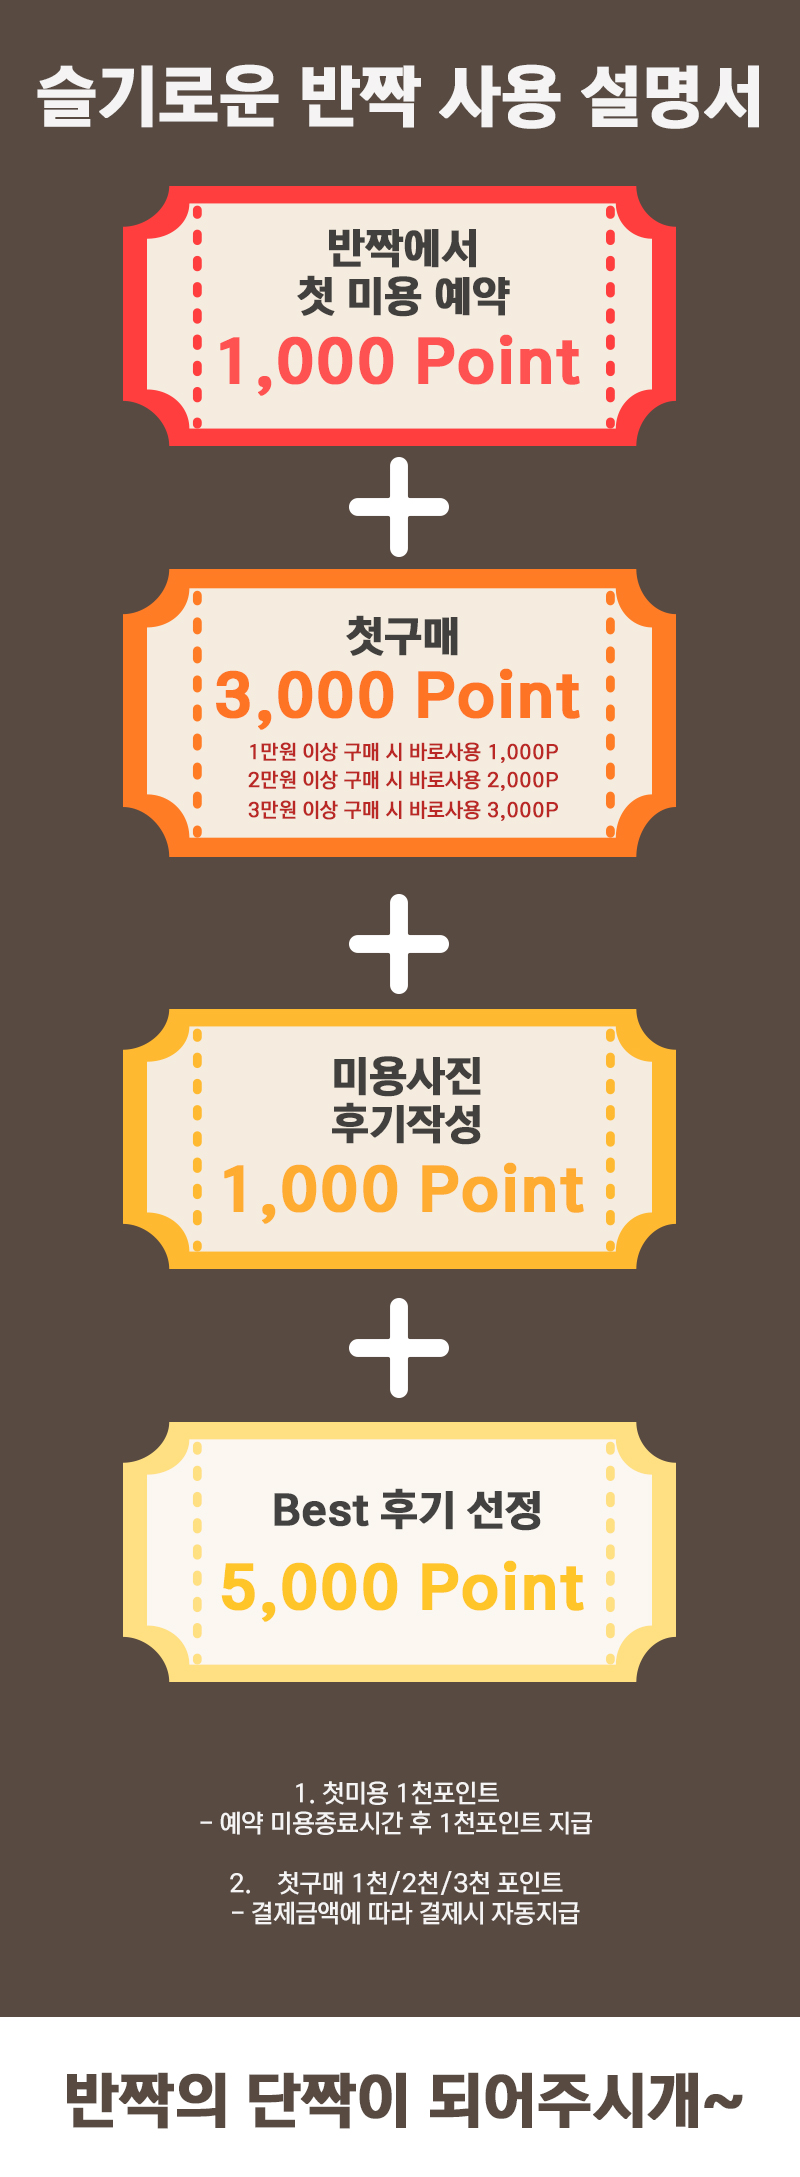 슬기로운 반짝 사용 설명서
반짝에서
첫 미용 예약
1,000 Point
첫구매
3,000 Point
1만원 이상 구매 시 바로사용 1,000P
2만원 이상 구매 시 바로사용 2,000P
3만원 이상 구매 시 바로사용 3,000P
미용사진
후기작성
1,000 Point
Best 후기 선정
5,000 Point
1. 첫미용 1천포인트
- 예약 미용종료시간 후 1천포인트 지급
2. 첫구매 1천/2천/3천 포인트
- 결제금액에 따라 결제시 자동지급
반짝의 단짝이 되어주시개~